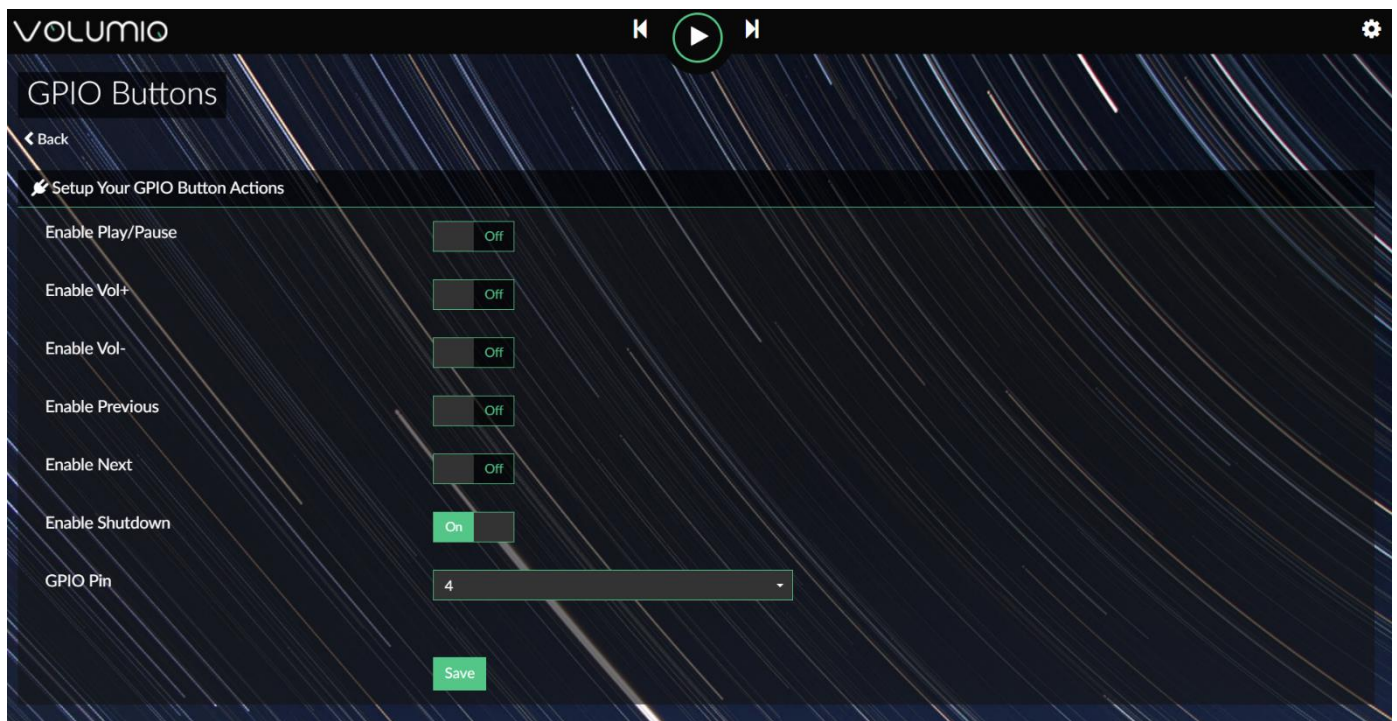 VOLUMIO
GPIO Buttons
Back
Setup Your GPIO Button Actions
Enable Play/Pause Off
Enable Vol+ Off
Enable Vol- Off
Enable Previous Off
Enable Next Off
Enable Shutdown On
GPIO Pin 4
Save